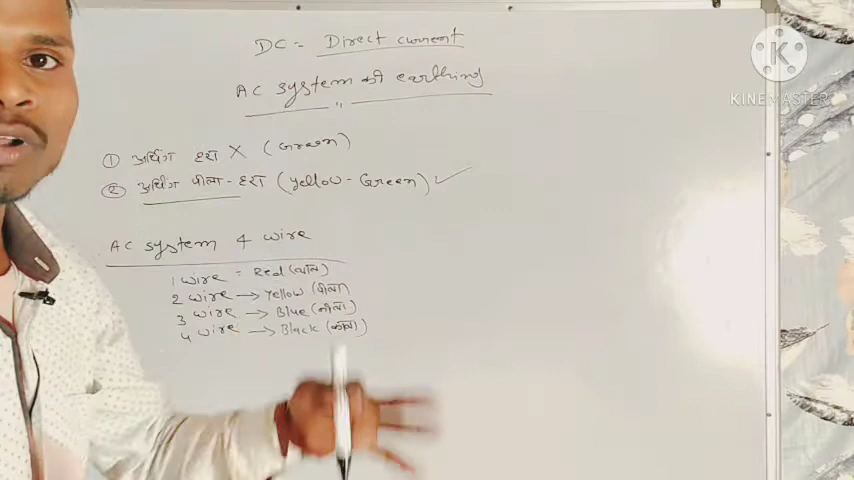 DC = Direct current
AC system की earthing
① अर्थिंग हरा X (Green)
② अर्थिंग पीला - हरा (Yellow - Green) ✓
AC system 4 wire
1 wire = Red (लाल)
2 wire → Yellow (पीला)
3 wire → Blue (नीला)
4 wire → Black (काला)
K
KINEMASTER